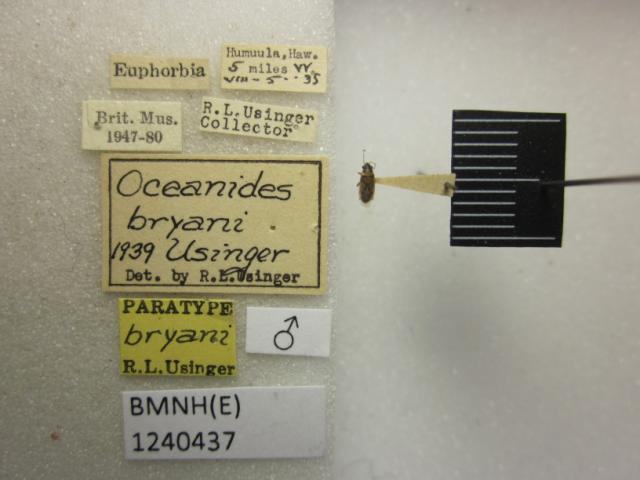 Euphorbia
Humuula, Haw.
5 miles W.
VIII-5-35
Brit. Mus.
1947-80
R.L.Usinger
Collector
Oceanides
bryani
1939 Usinger
Det. by R.L.Usinger
PARATYPE
bryani
R.L.Usinger
♂
BMNH(E)
1240437